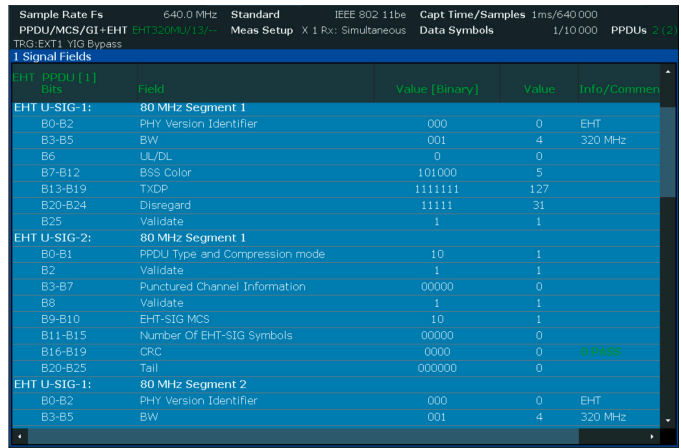 Sample Rate Fs 640.0 MHz Standard IEEE 802 11be Capt Time/Samples 1ms/640 000
PPDU/MCS/GI+EHT EHT320MU/13/-- Meas Setup X 1 Rx: Simultaneous Data Symbols 1/10 000 PPDUs 2 (2)
TRG:EXT1 YIG Bypass
1 Signal Fields
EHT PPDU [1]
Bits Field Value [Binary] Value Info/Commen
EHT U-SIG-1: 80 MHz Segment 1
B0-B2 PHY Version Identifier 000 0 EHT
B3-B5 BW 001 4 320 MHz
B6 UL/DL 0 0
B7-B12 BSS Color 101000 5
B13-B19 TXDP 1111111 127
B20-B24 Disregard 11111 31
B25 Validate 1 1
EHT U-SIG-2: 80 MHz Segment 1
B0-B1 PPDU Type and Compression mode 10 1
B2 Validate 1 1
B3-B7 Punctured Channel Information 00000 0
B8 Validate 1 1
B9-B10 EHT-SIG MCS 10 1
B11-B15 Number Of EHT-SIG Symbols 00000 0
B16-B19 CRC 0000 0
B20-B25 Tail 000000 0
EHT U-SIG-1: 80 MHz Segment 2
B0-B2 PHY Version Identifier 000 0 EHT
B3-B5 BW 001 4 320 MHz